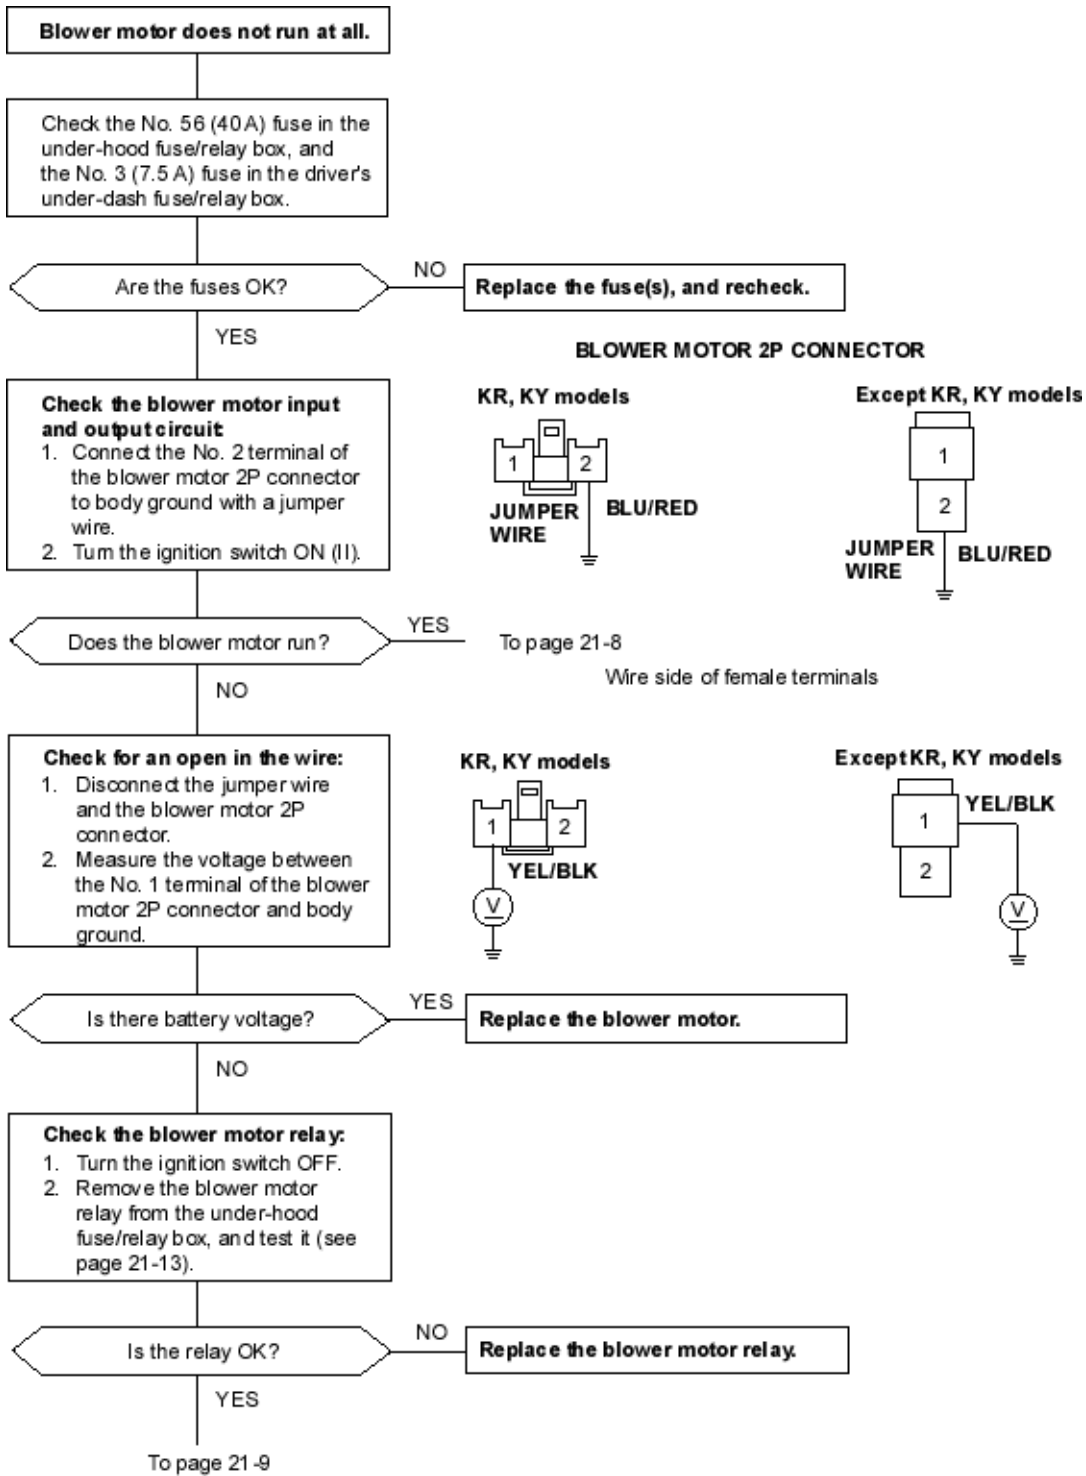 Blower motor does not run at all.
Check the No. 56 (40 A) fuse in the
under-hood fuse/relay box, and
the No. 3 (7.5 A) fuse in the driver's
under-dash fuse/relay box.
Are the fuses OK?
NO
Replace the fuse(s), and recheck.
YES
BLOWER MOTOR 2P CONNECTOR
Check the blower motor input
and output circuit:
1. Connect the No. 2 terminal of
the blower motor 2P connector
to body ground with a jumper
wire.
2. Turn the ignition switch ON (II).
KR, KY models
1
2
JUMPER
WIRE
BLU/RED
Except KR, KY models
1
2
JUMPER
WIRE
BLU/RED
Does the blower motor run?
YES
To page 21-8
Wire side of female terminals
NO
Check for an open in the wire:
1. Disconnect the jumper wire
and the blower motor 2P
connector.
2. Measure the voltage between
the No. 1 terminal of the blower
motor 2P connector and body
ground.
KR, KY models
1
2
YEL/BLK
V
Except KR, KY models
1
YEL/BLK
2
V
Is there battery voltage?
YES
Replace the blower motor.
NO
Check the blower motor relay:
1. Turn the ignition switch OFF.
2. Remove the blower motor
relay from the under-hood
fuse/relay box, and test it (see
page 21-13).
Is the relay OK?
NO
Replace the blower motor relay.
YES
To page 21-9